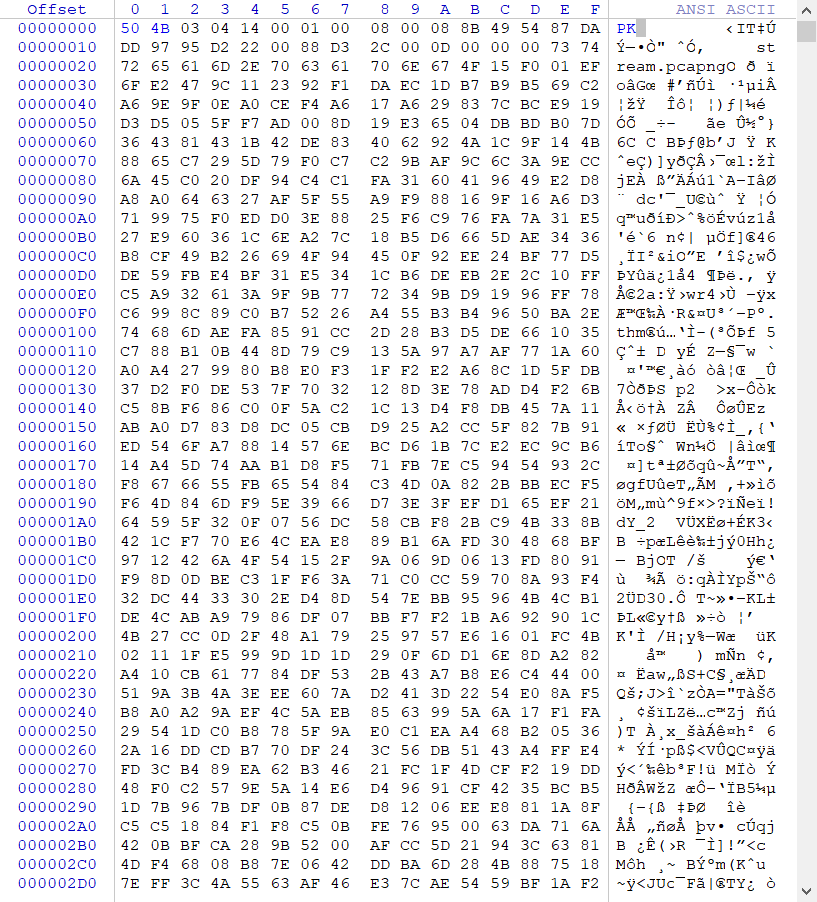 Offset 0 1 2 3 4 5 6 7 8 9 A B C D E F ANSI ASCII
00000000 50 4B 03 04 14 00 01 00 08 00 08 8B 49 54 87 DA PK ‹IT‡Ú
00000010 DD 97 95 D2 22 00 88 D3 2C 00 0D 00 00 00 73 74 Ý—•Ò" ˆÓ, st
00000020 72 65 61 6D 2E 70 63 61 70 6E 67 4F 15 F0 01 EF ream.pcapngO ð ï
00000030 6F E2 47 9C 11 23 92 F1 DA EC 1D B7 B9 B5 69 C2 oâGœ #’ñÚì ·¹µiÂ
00000040 A6 9E 9F 0E A0 CE F4 A6 17 A6 29 83 7C BC E9 19 ¦žŸ Îô¦ ¦)ƒ|¼é
00000050 D3 D5 05 5F F7 AD 00 8D 19 E3 65 04 DB BD B0 7D ÓÕ _÷- ãe Û½°}
00000060 36 43 81 43 1B 42 DE 83 40 62 92 4A 1C 9F 14 4B 6C C BÞƒ@b’J Ÿ K
00000070 88 65 C7 29 5D 79 F0 C7 C2 9B AF 9C 6C 3A 9E CC ˆeÇ)]yðÇÂ›¯œl:žÌ
00000080 6A 45 C0 20 DF 94 C4 C1 FA 31 60 41 96 49 E2 D8 jEÀ ß”ÄÁú1`A–IâØ
00000090 A8 A0 64 63 27 AF 5F 55 A9 F9 88 16 9F 16 A6 D3 ¨ dc'¯_U©ùˆ Ÿ ¦Ó
000000A0 71 99 75 F0 ED D0 3E 88 25 F6 C9 76 FA 7A 31 E5 q™uðíÐ>ˆ%öÉvúz1å
000000B0 27 E9 60 36 1C 6E A2 7C 18 B5 D6 66 5D AE 34 36 'é`6 n¢| µÖf]®46
000000C0 B8 CF 49 B2 26 69 4F 94 45 0F 92 EE 24 BF 77 D5 ¸ÏI²&iO”E ’î$¿wÕ
000000D0 DE 59 FB E4 BF 31 E5 34 1C B6 DE EB 2E 2C 10 FF ÞYûä¿1å4 ¶Þë., ÿ
000000E0 C5 A9 32 61 3A 9F 9B 77 72 34 9B D9 19 96 FF 78 Å©2a:Ÿ›wr4›Ù –ÿx
000000F0 C6 99 8C 89 C0 B7 52 26 A4 55 B3 B4 96 50 BA 2E Æ™Œ‰À·R&¤U³´–Pº.
00000100 74 68 6D AE FA 85 91 CC 2D 28 B3 D5 DE 66 10 35 thm®ú…‘Ì-(³ÕÞf 5
00000110 C7 88 B1 0B 44 8D 79 C9 13 5A 97 A7 AF 77 1A 60 Çˆ± D yÉ Z—§¯w `
00000120 A0 A4 27 99 80 B8 E0 F3 1F F2 E2 A6 8C 1D 5F DB ¤'™€¸àó òâ¦Œ _Û
00000130 37 D2 F0 DE 53 7F 70 32 12 8D 3E 78 AD D4 F2 6B 7ÒðÞS p2 >x-Ôòk
00000140 C5 8B F6 86 C0 0F 5A C2 1C 13 D4 F8 DB 45 7A 11 Å‹ö†À ZÂ ÔøÛEz
00000150 AB A0 D7 83 D8 DC 05 CB D9 25 A2 CC 5F 82 7B 91 « ×ƒØÜ ËÙ%¢Ì_‚{‘
00000160 ED 54 6F A7 88 14 57 6E BC D6 1B 7C E2 EC 9C B6 íTo§ˆ Wn¼Ö |âìœ¶
00000170 14 A4 5D 74 AA B1 D8 F5 71 FB 7E C5 94 54 93 2C ¤]tª±Øõqû~Å”T“,
00000180 F8 67 66 55 FB 65 54 84 C3 4D 0A 82 2B BB EC F5 øgfUûeT„ÃM ‚+»ìõ
00000190 F6 4D 84 6D F9 5E 39 66 D7 3E 3F EF D1 65 EF 21 öM„mù^9f×>?ïÑeï!
000001A0 64 59 5F 32 0F 07 56 DC 58 CB F8 2B C9 4B 33 8B dY_2 VÜXËø+ÉK3‹
000001B0 42 1C F7 70 E6 4C EA E8 89 B1 6A FD 30 48 68 BF B ÷pæLêè‰±jý0Hh¿
000001C0 97 12 42 6A 4F 54 15 2F 9A 06 9D 06 13 FD 80 91 — BjOT /š ý€‘
000001D0 F9 8D 0D BE C3 1F F6 3A 71 C0 CC 59 70 8A 93 F4 ù ¾Ã ö:qÀÌYpŠ“ô
000001E0 32 DC 44 33 30 2E D4 8D 54 7E BB 95 96 4B 4C B1 2ÜD30.Ô T~»•–KL±
000001F0 DE 4C AB A9 79 86 DF 07 BB F7 F2 1B A6 92 90 1C ÞL«©y†ß »÷ò ¦’
00000200 4B 27 CC 0D 2F 48 A1 79 25 97 57 E6 16 01 FC 4B K'Ì /H¡y%—Wæ üK
00000210 02 11 1F E5 99 9D 1D 1D 29 0F 6D D1 6E 8D A2 82 å™ ) mÑn ¢‚
00000220 A4 10 CB 61 77 84 DF 53 2B 43 A7 B8 E6 C4 44 00 ¤ Ëaw„ßS+C§¸æÄD
00000230 51 9A 3B 4A 3E EE 60 7A D2 41 3D 22 54 E0 8A F5 Qš;J>î`zÒA="TàŠõ
00000240 B8 A0 A2 9A EF 4C 5A EB 85 63 99 5A 6A 17 F1 FA ¸ ¢šïLZë…c™Zj ñú
00000250 29 54 1D C0 B8 78 5F 9A E0 C1 EA A4 68 B2 05 36 )T À¸x_šàÁê¤h² 6
00000260 2A 16 DD CD B7 70 DF 24 3C 56 DB 51 43 A4 FF E4 * ÝÍ·pß$<VÛQC¤ÿä
00000270 FD 3C B4 89 EA 62 B3 46 21 FC 1F 4D CF F2 19 DD ý<´‰êb³F!ü MÏò Ý
00000280 48 F0 C2 57 9E 5A 14 E6 D4 96 91 CF 42 35 BC B5 HðÂWžZ æÔ–‘ÏB5¼µ
00000290 1D 7B 96 7B DF 0B 87 DE D8 12 06 EE E8 81 1A 8F {–{ß ‡ÞØ îè
000002A0 C5 C5 18 84 F1 F8 C5 0B FE 76 95 00 63 DA 71 6A ÅÅ „ñøÅ þv• cÚqj
000002B0 42 0B BF CA 28 9B 52 00 AF CC 5D 21 94 3C 63 81 B ¿Ê(›R ¯Ì]!”<c
000002C0 4D F4 68 08 B8 7E 06 42 DD BA 6D 28 4B 88 75 18 Môh ¸~ BÝºm(Kˆu
000002D0 7E FF 3C 4A 55 63 AF 46 E3 7C AE 54 59 BF 1A F2 ~ÿ<JUc¯Fã|®TY¿ ò